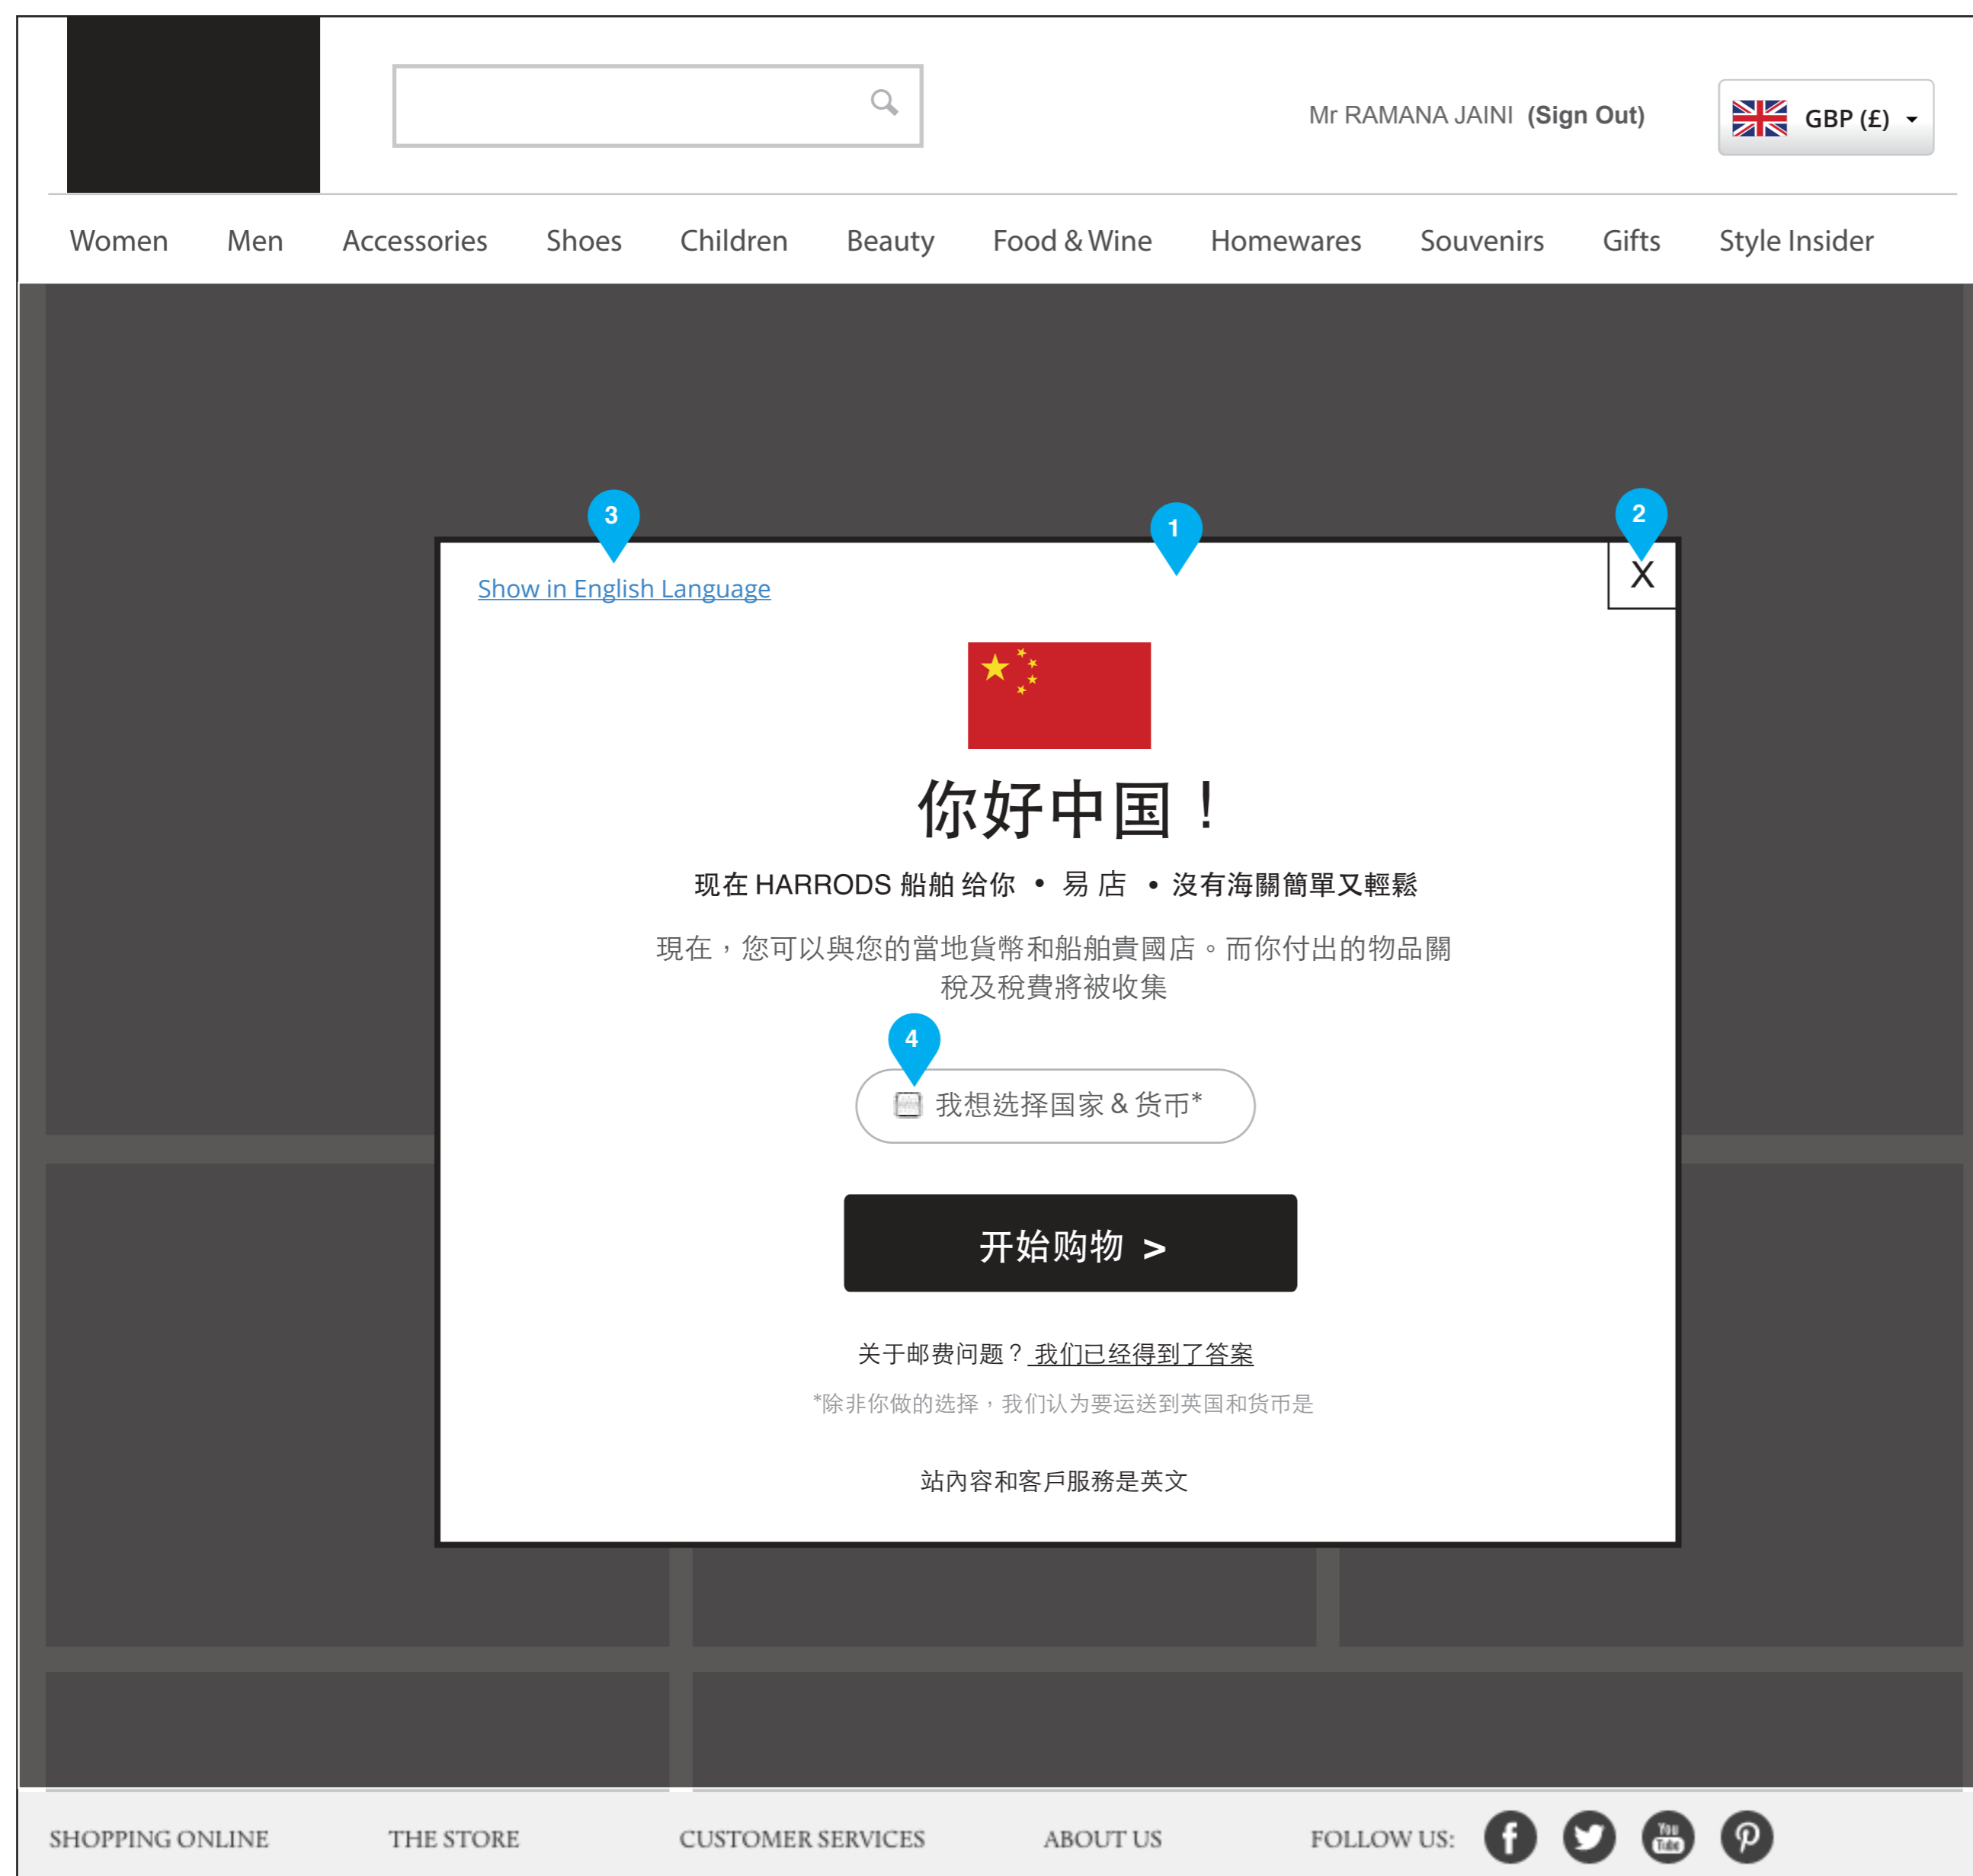 Mr RAMANA JAINI (Sign Out)
GBP (£)
Women Men Accessories Shoes Children Beauty Food & Wine Homewares Souvenirs Gifts Style Insider
3
1
2
Show in English Language
X
你好中国！
现在 HARRODS 船舶 给你 • 易 店 • 沒有海關簡單又輕鬆
現在，您可以與您的當地貨幣和船舶貴國店。而你付出的物品關
稅及稅費將被收集
4
我想选择国家 & 货币*
开始购物 >
关于邮费问题？ 我们已经得到了答案
*除非你做的选择，我们认为要运送到英国和货币是
站內容和客戶服務是英文
SHOPPING ONLINE THE STORE CUSTOMER SERVICES ABOUT US FOLLOW US: f You Tube